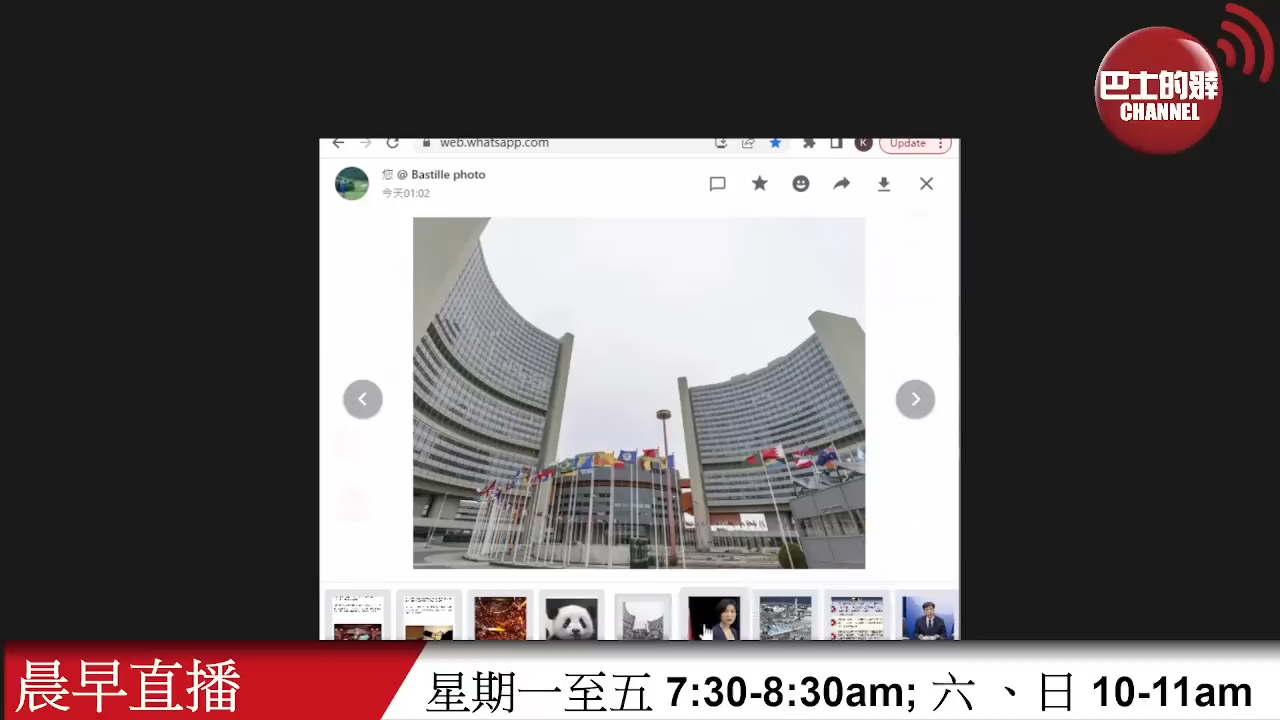 巴士的報
CHANNEL
web.whatsapp.com
K
Update
您 @ Bastille photo
今天01:02
晨早直播
星期一至五 7:30-8:30am; 六 、日 10-11am